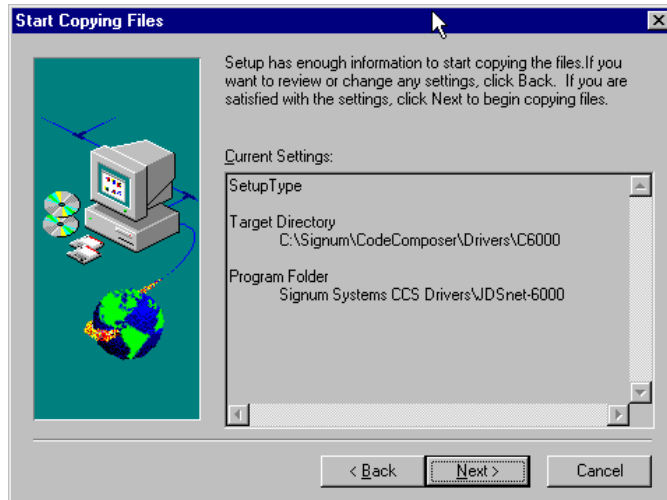 Start Copying Files
Setup has enough information to start copying the files.If you
want to review or change any settings, click Back.  If you are
satisfied with the settings, click Next to begin copying files.
Current Settings:
SetupType
Target Directory
C:\Signum\CodeComposer\Drivers\C6000
Program Folder
Signum Systems CCS Drivers\JDSnet-6000
< Back
Next >
Cancel